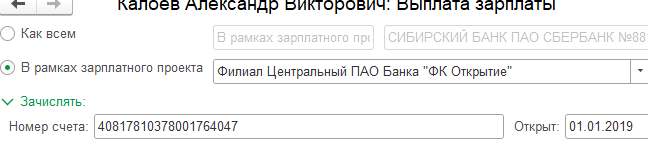 Калоев Александр Викторович: Выплата зарплаты
Как всем В рамках зарплатного про СИБИРСКИЙ БАНК ПАО СБЕРБАНК №88
В рамках зарплатного проекта Филиал Центральный ПАО Банка "ФК Открытие"
Зачислять:
Номер счета: 40817810378001764047 Открыт: 01.01.2019